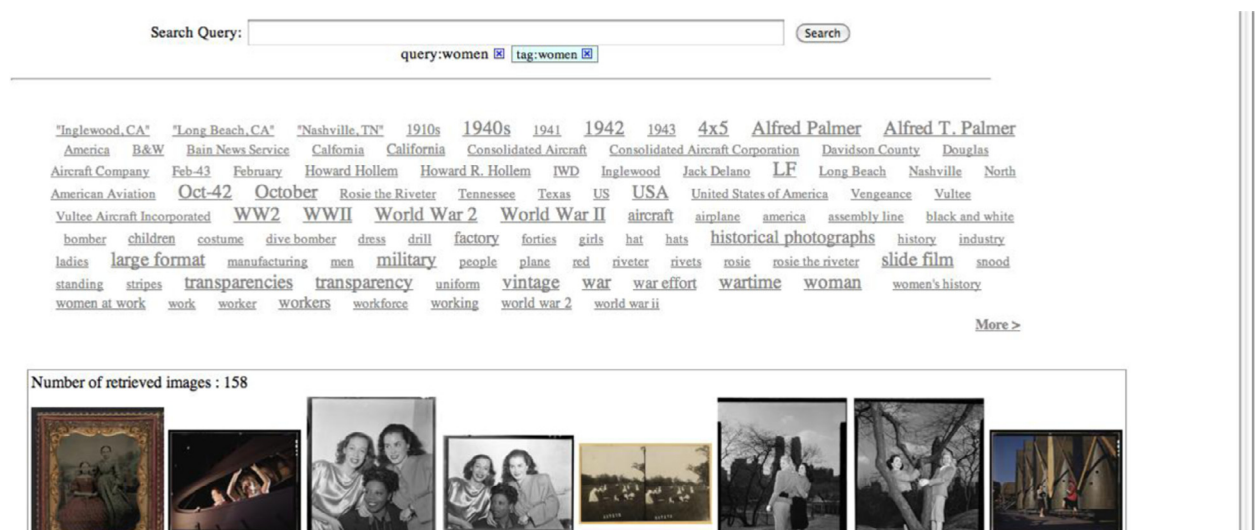 Search Query: Search
query:women tag:women
"Inglewood, CA" "Long Beach, CA" "Nashville, TN" 1910s 1940s 1941 1942 1943 4x5 Alfred Palmer Alfred T. Palmer
America B&W Bain News Service Calfornia California Consolidated Aircraft Consolidated Aircraft Corporation Davidson County Douglas
Aircraft Company Feb-43 February Howard Hollem Howard R. Hollem IWD Inglewood Jack Delano LF Long Beach Nashville North
American Aviation Oct-42 October Rosie the Riveter Tennessee Texas US USA United States of America Vengeance Vultee
Vultee Aircraft Incorporated WW2 WWII World War 2 World War II aircraft airplane america assembly line black and white
bomber children costume dive bomber dress drill factory forties girls hat hats historical photographs history industry
ladies large format manufacturing men military people plane red riveter rivets rosie rosie the riveter slide film snood
standing stripes transparencies transparency uniform vintage war war effort wartime woman women's history
women at work work worker workers workforce working world war 2 world war ii
More >
Number of retrieved images : 158